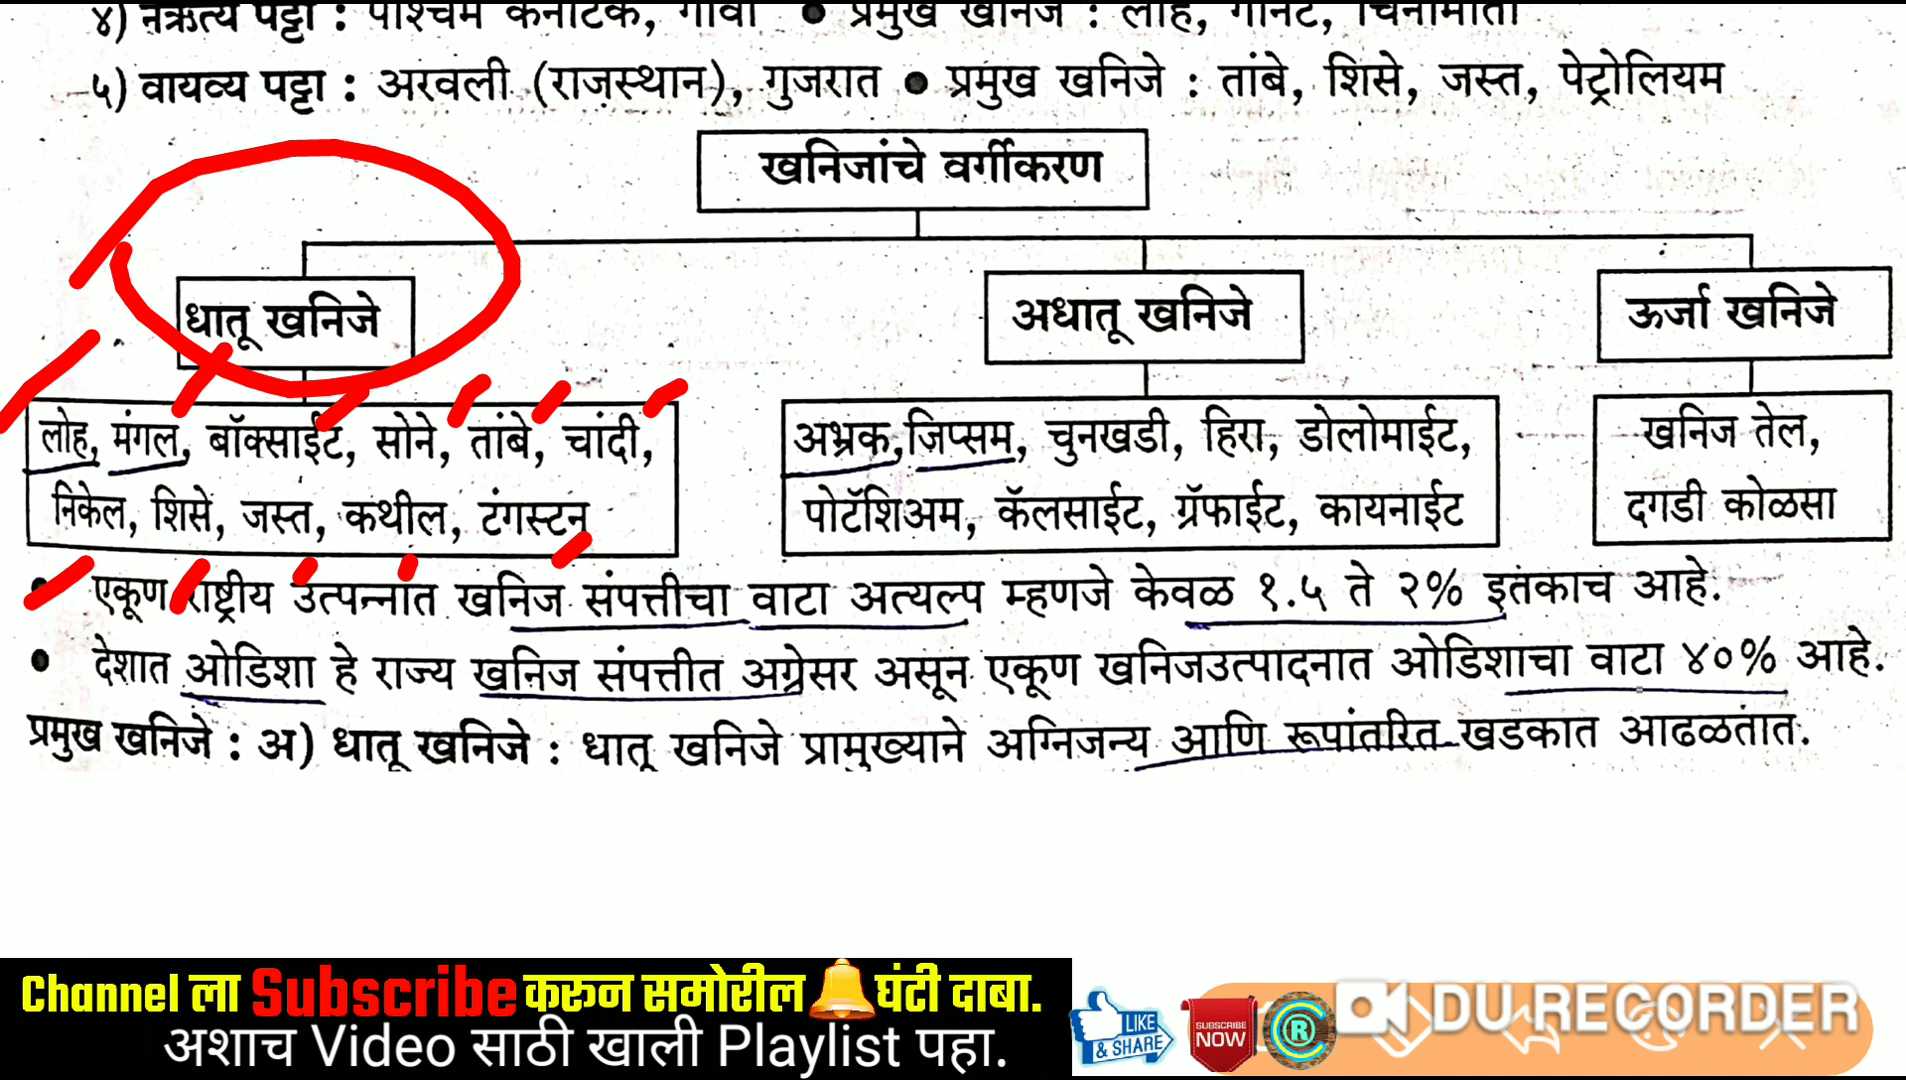 ४) नैऋत्य पट्टा : पश्चिम कर्नाटक, गोवा ● प्रमुख खनिजे : लोह, गार्नेट, चिनीमाती
५) वायव्य पट्टा : अरवली (राजस्थान), गुजरात ● प्रमुख खनिजे : तांबे, शिसे, जस्त, पेट्रोलियम
खनिजांचे वर्गीकरण
धातू खनिजे
अधातू खनिजे
ऊर्जा खनिजे
लोह, मंगल, बॉक्साईट, सोने, तांबे, चांदी,
निकेल, शिसे, जस्त, कथील, टंगस्टन
अभ्रक, जिप्सम, चुनखडी, हिरा, डोलोमाईट,
पोटॅशिअम, कॅलसाईट, ग्रॅफाईट, कायनाईट
खनिज तेल,
दगडी कोळसा
● एकूण राष्ट्रीय उत्पन्नांत खनिज संपत्तीचा वाटा अत्यल्प म्हणजे केवळ १.५ ते २% इतकाच आहे.
● देशात ओडिशा हे राज्य खनिज संपत्तीत अग्रेसर असून एकूण खनिजउत्पादनात ओडिशाचा वाटा ४०% आहे.
प्रमुख खनिजे : अ) धातू खनिजे : धातू खनिजे प्रामुख्याने अग्निजन्य आणि रूपांतरित खडकात आढळतात.
Channel ला Subscribe करून समोरील घंटी दाबा.
अशाच Video साठी खाली Playlist पहा.
LIKE
& SHARE
SUBSCRIBE
NOW
C R
DU RECORDER